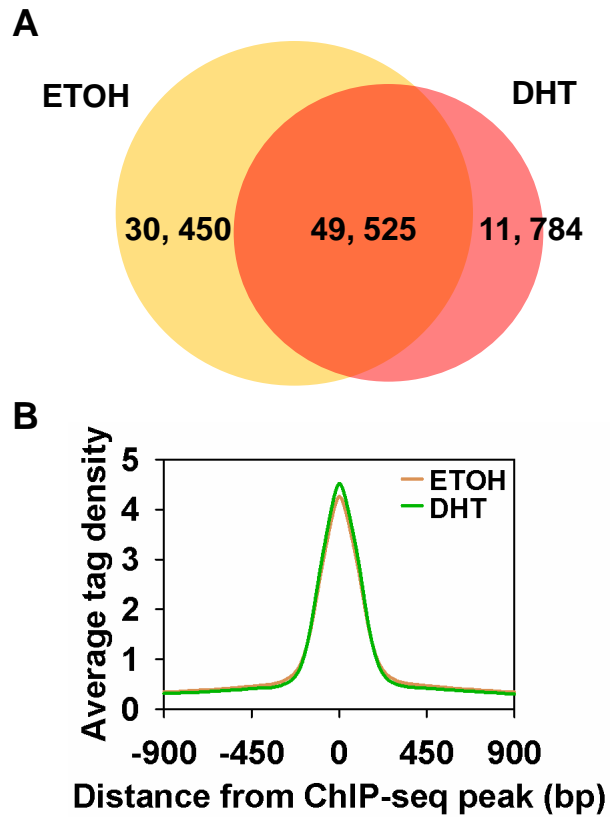 A
ETOH
DHT
30, 450
49, 525
11, 784
B
Average tag density
5
4
3
2
1
0
ETOH
DHT
-900
-450
0
450
900
Distance from ChIP-seq peak (bp)